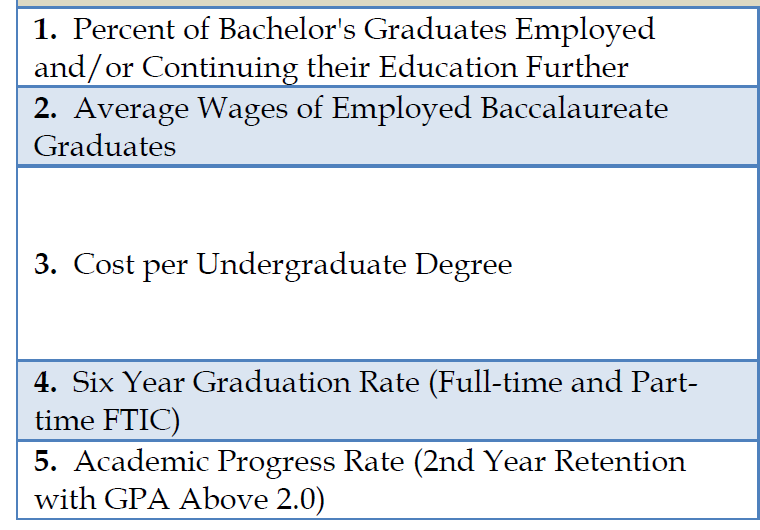 1. Percent of Bachelor's Graduates Employed
and/or Continuing their Education Further
2. Average Wages of Employed Baccalaureate
Graduates
3. Cost per Undergraduate Degree
4. Six Year Graduation Rate (Full-time and Part-
time FTIC)
5. Academic Progress Rate (2nd Year Retention
with GPA Above 2.0)